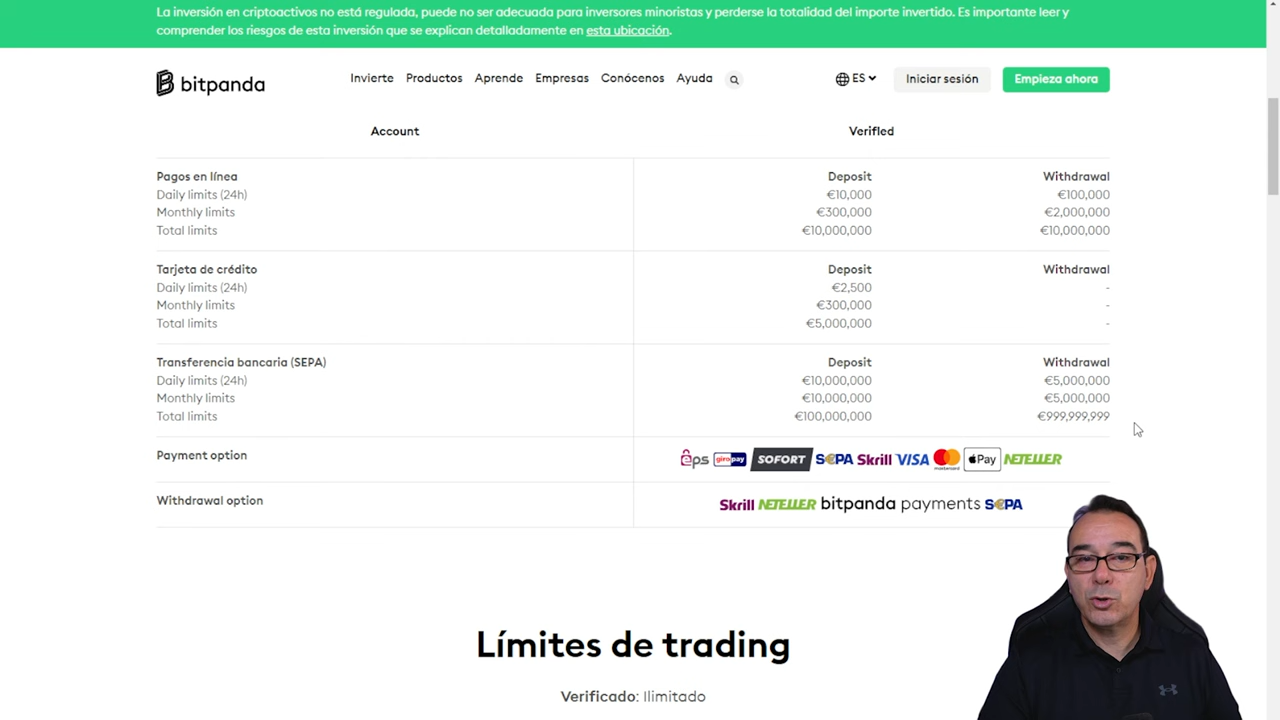 La inversión en criptoactivos no está regulada, puede no ser adecuada para inversores minoristas y perderse la totalidad del importe invertido. Es importante leer y
comprender los riesgos de esta inversión que se explican detalladamente en esta ubicación.
bitpanda Invierte Productos Aprende Empresas Conócenos Ayuda ES Iniciar sesión Empieza ahora
Account Verified
Pagos en línea Deposit Withdrawal
Daily limits (24h) €10,000 €100,000
Monthly limits €300,000 €2,000,000
Total limits €10,000,000 €10,000,000
Tarjeta de crédito Deposit Withdrawal
Daily limits (24h) €2,500 -
Monthly limits €300,000 -
Total limits €5,000,000 -
Transferencia bancaria (SEPA) Deposit Withdrawal
Daily limits (24h) €10,000,000 €5,000,000
Monthly limits €10,000,000 €5,000,000
Total limits €100,000,000 €999,999,999
Payment option eps giropay SOFORT S€PA Skrill VISA mastercard Pay NETELLER
Withdrawal option Skrill NETELLER bitpanda payments S€PA
Límites de trading
Verificado: Ilimitado